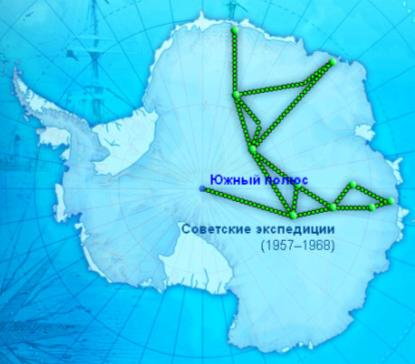 Южный полюс
Советские экспедиции
(1957–1968)